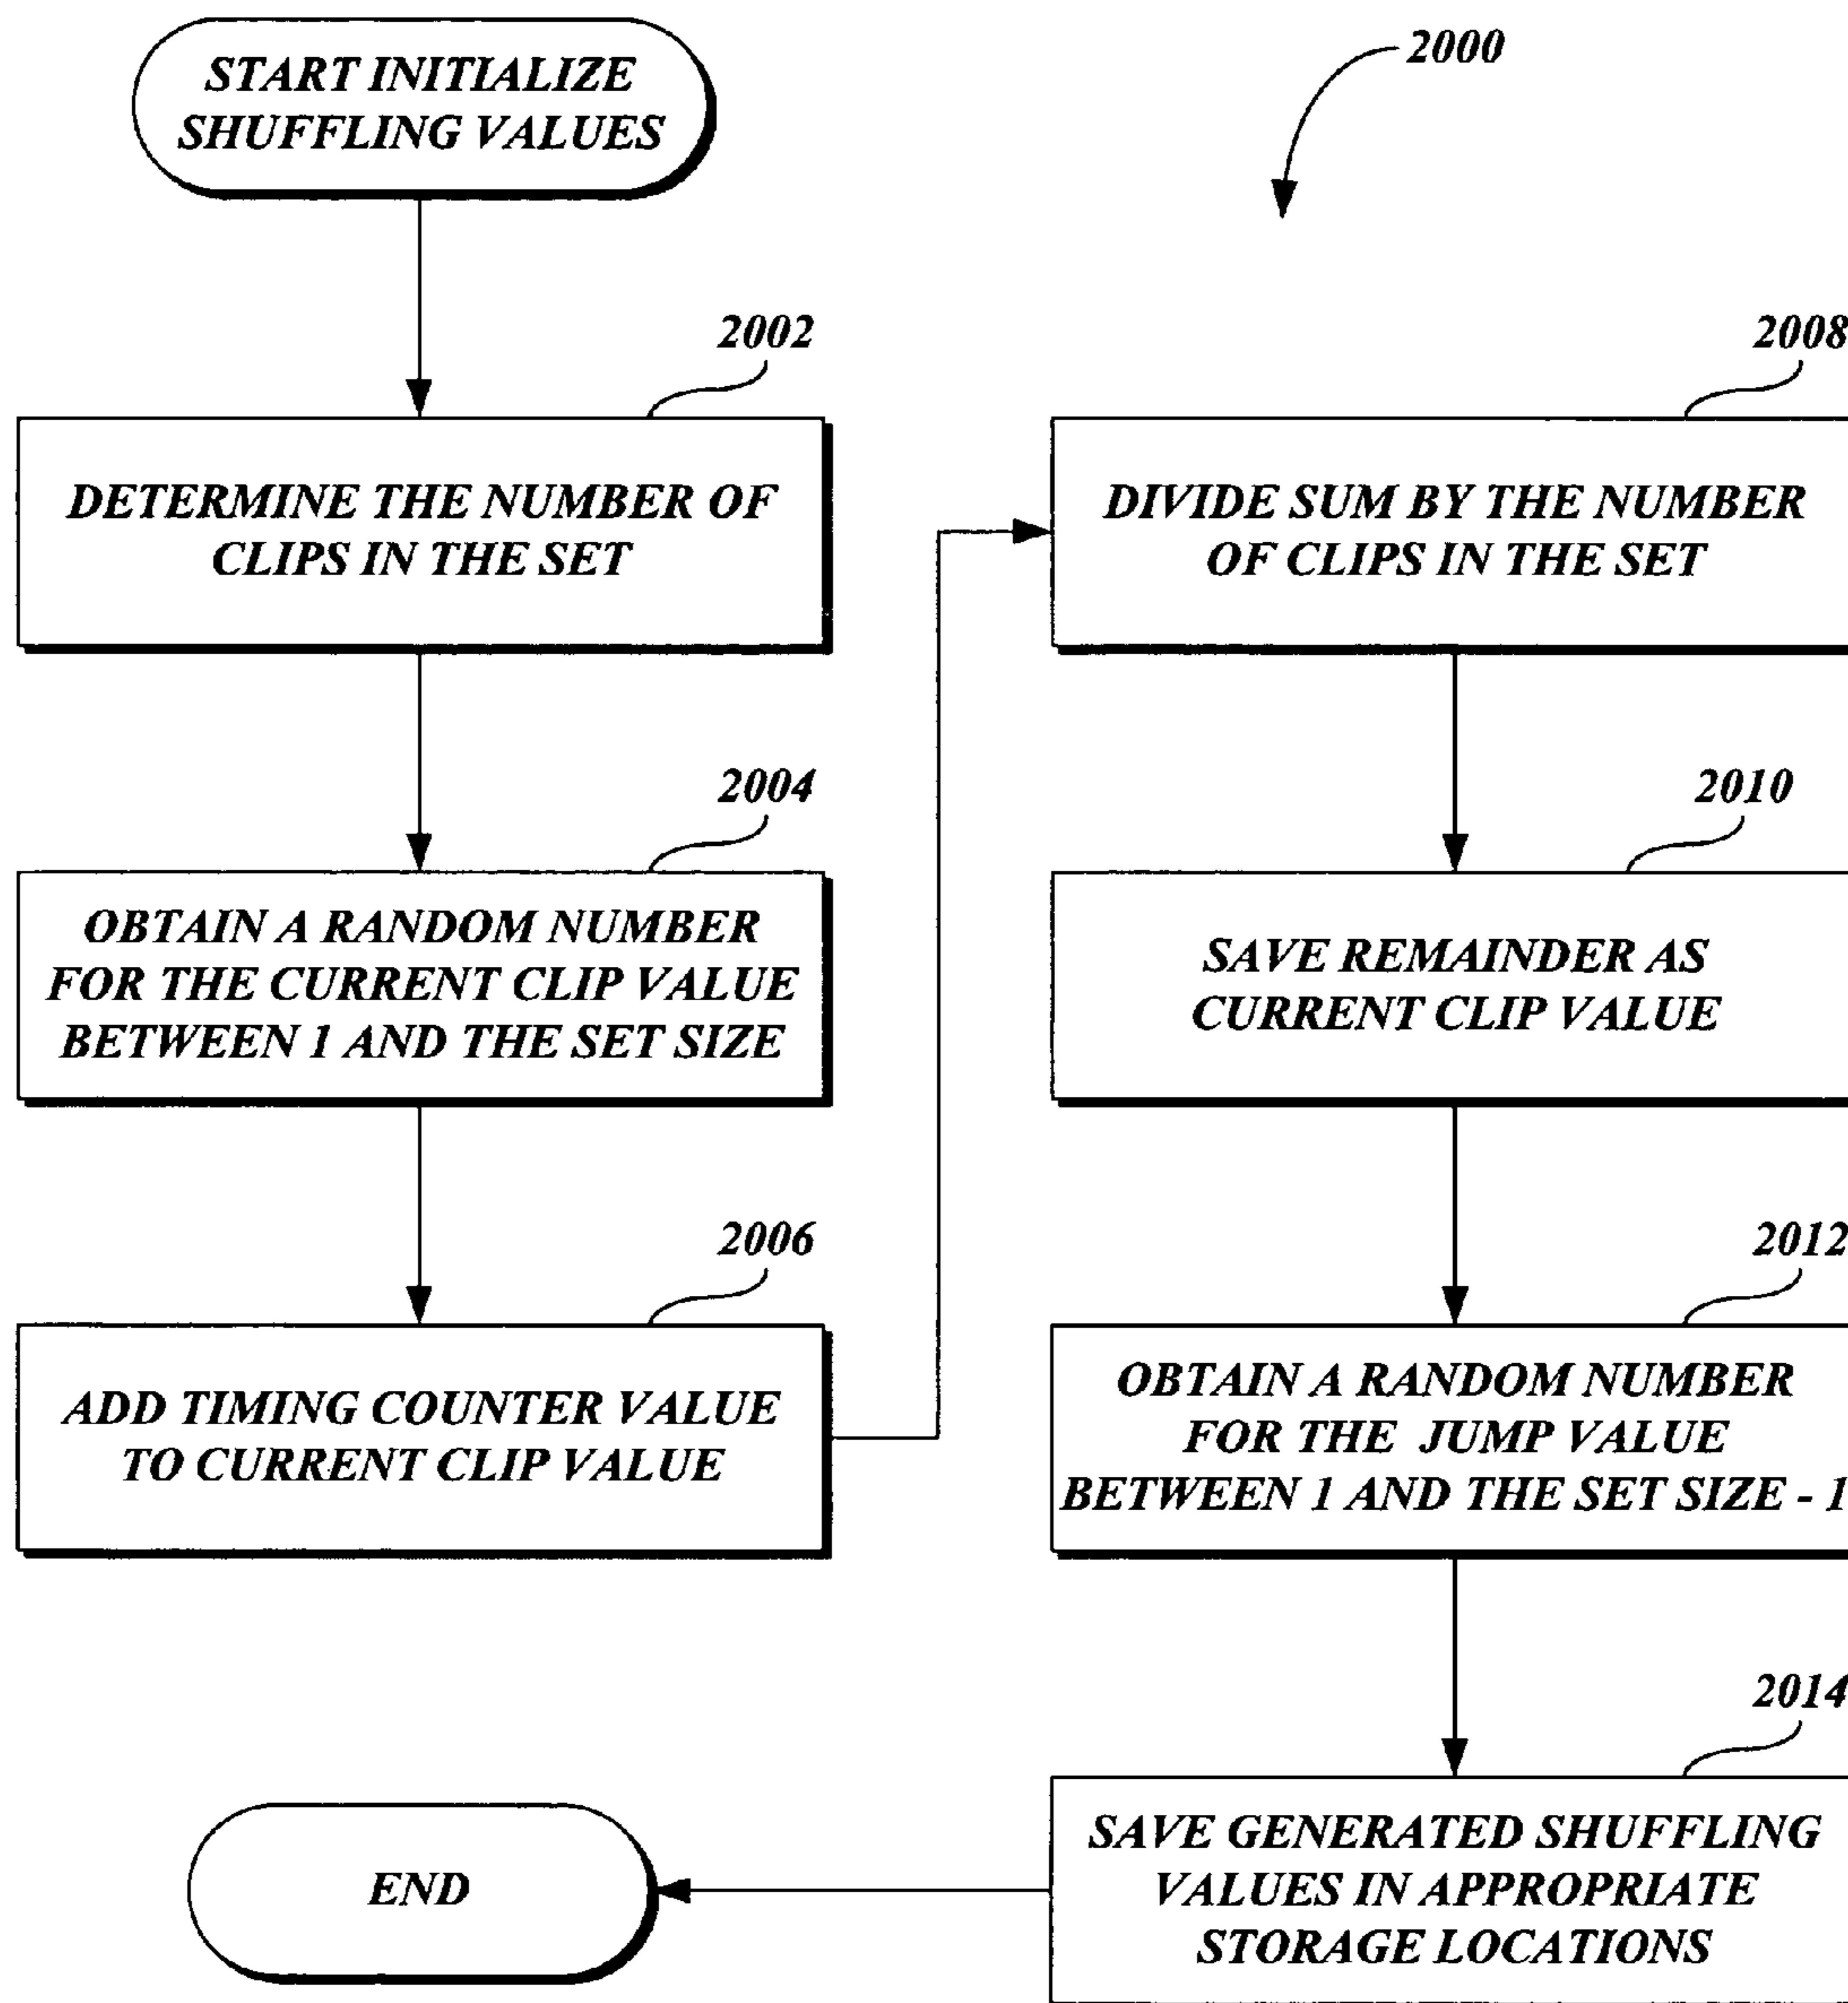 START INITIALIZE
SHUFFLING VALUES
2000
2002
DETERMINE THE NUMBER OF
CLIPS IN THE SET
2004
OBTAIN A RANDOM NUMBER
FOR THE CURRENT CLIP VALUE
BETWEEN 1 AND THE SET SIZE
2006
ADD TIMING COUNTER VALUE
TO CURRENT CLIP VALUE
2008
DIVIDE SUM BY THE NUMBER
OF CLIPS IN THE SET
2010
SAVE REMAINDER AS
CURRENT CLIP VALUE
2012
OBTAIN A RANDOM NUMBER
FOR THE JUMP VALUE
BETWEEN 1 AND THE SET SIZE - 1
2014
SAVE GENERATED SHUFFLING
VALUES IN APPROPRIATE
STORAGE LOCATIONS
END